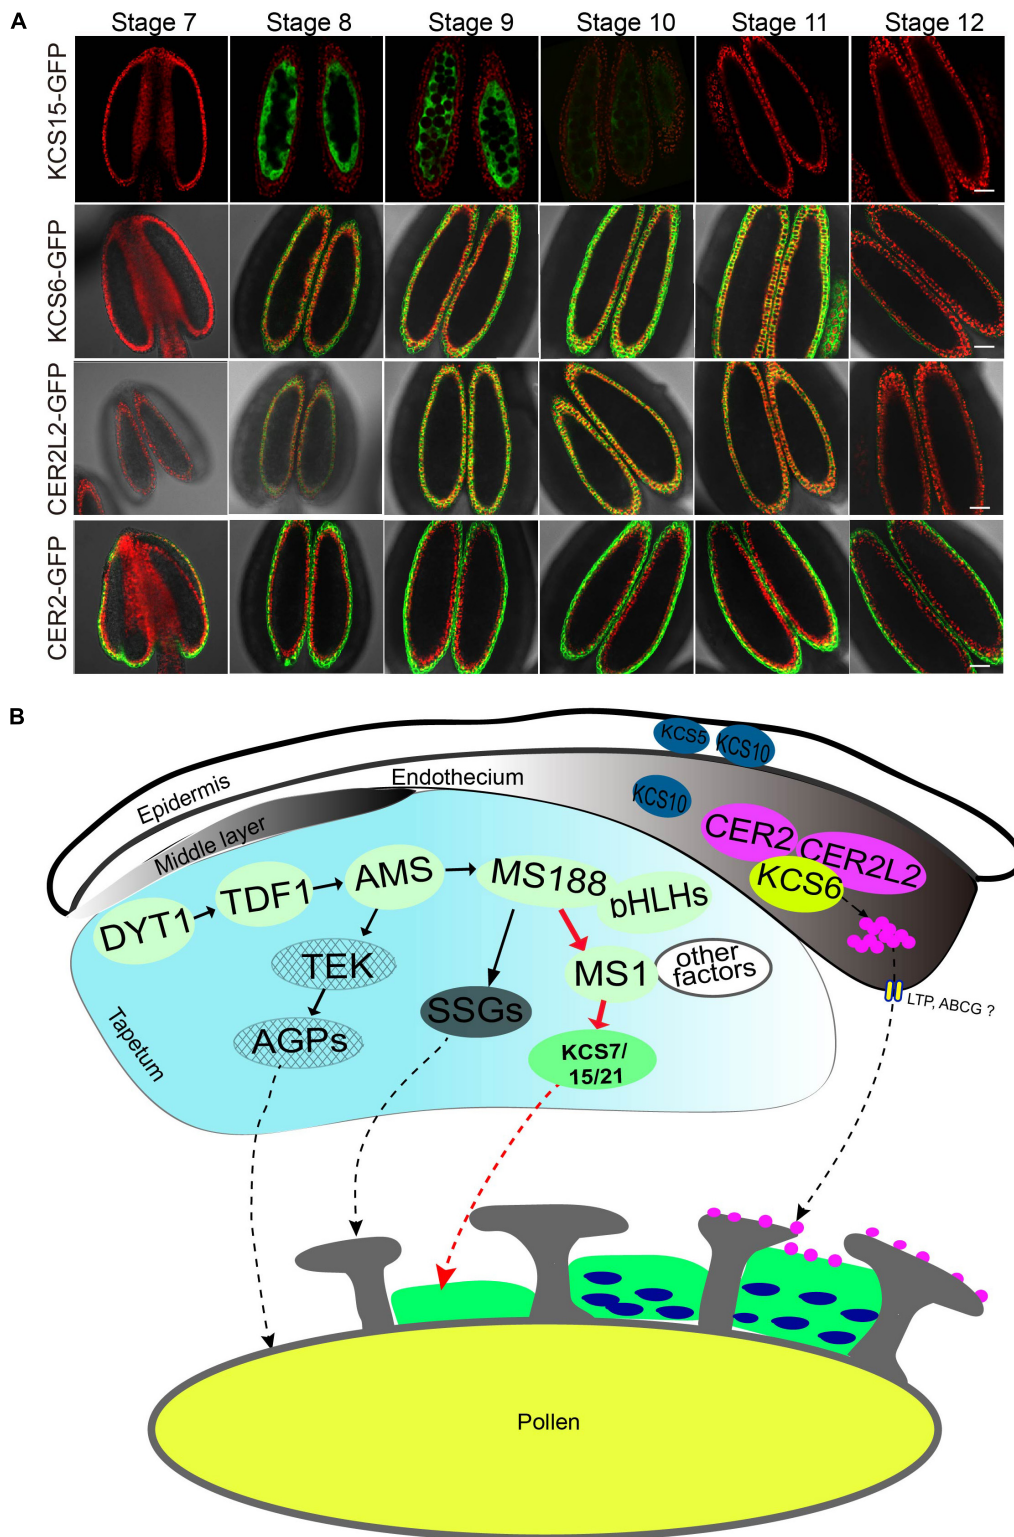 A
Stage 7 Stage 8 Stage 9 Stage 10 Stage 11 Stage 12
KCS15-GFP
KCS6-GFP
CER2L2-GFP
CER2-GFP
B
Epidermis
Middle layer
Endothecium
Tapetum
KCS5
KCS10
KCS10
CER2
CER2L2
KCS6
DYT1
TDF1
AMS
MS188
bHLHs
TEK
AGPs
SSGs
MS1
other
factors
KCS7/
15/21
LTP, ABCG ?
Pollen